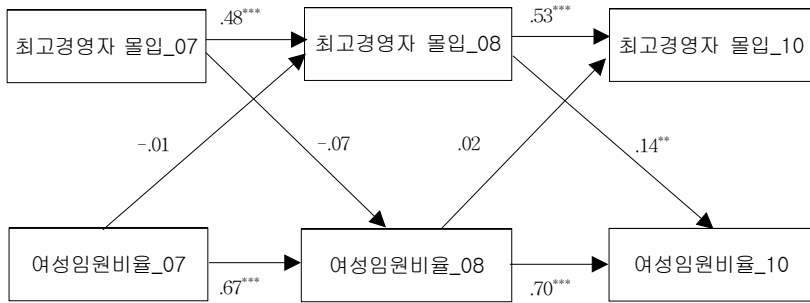 .48***
.53***
최고경영자 몰입_07
최고경영자 몰입_08
최고경영자 몰입_10
-.01
-.07
.02
.14**
여성임원비율_07
여성임원비율_08
여성임원비율_10
.67***
.70***